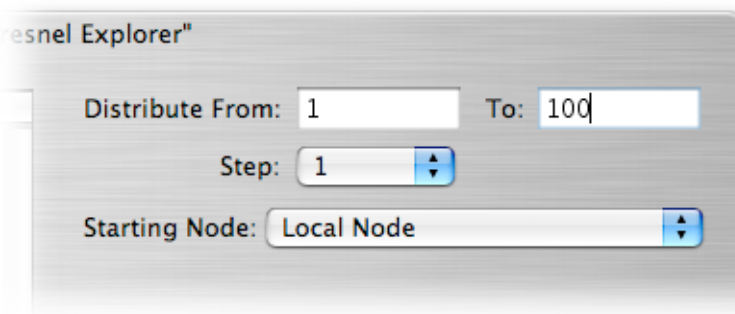 resnel Explorer"
Distribute From: 1 To: 100
Step: 1
Starting Node: Local Node